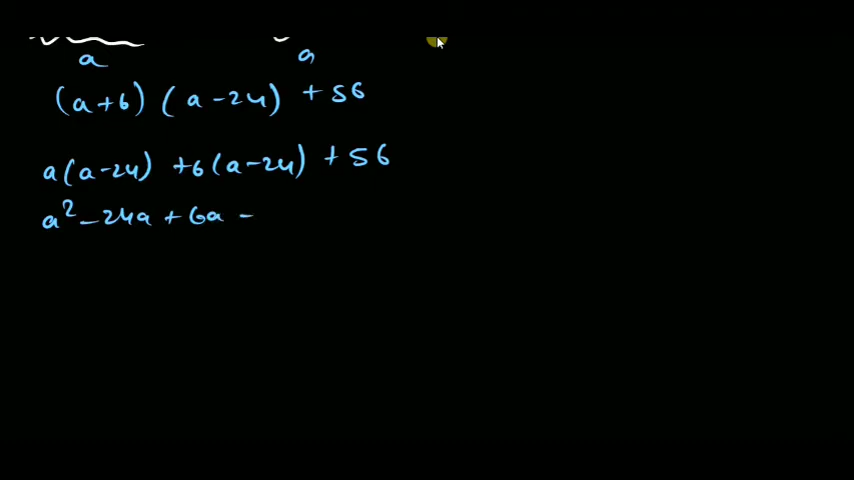 a a
(a+6) (a-24) +56
a(a-24) +6(a-24) +56
a² -24a + 6a -